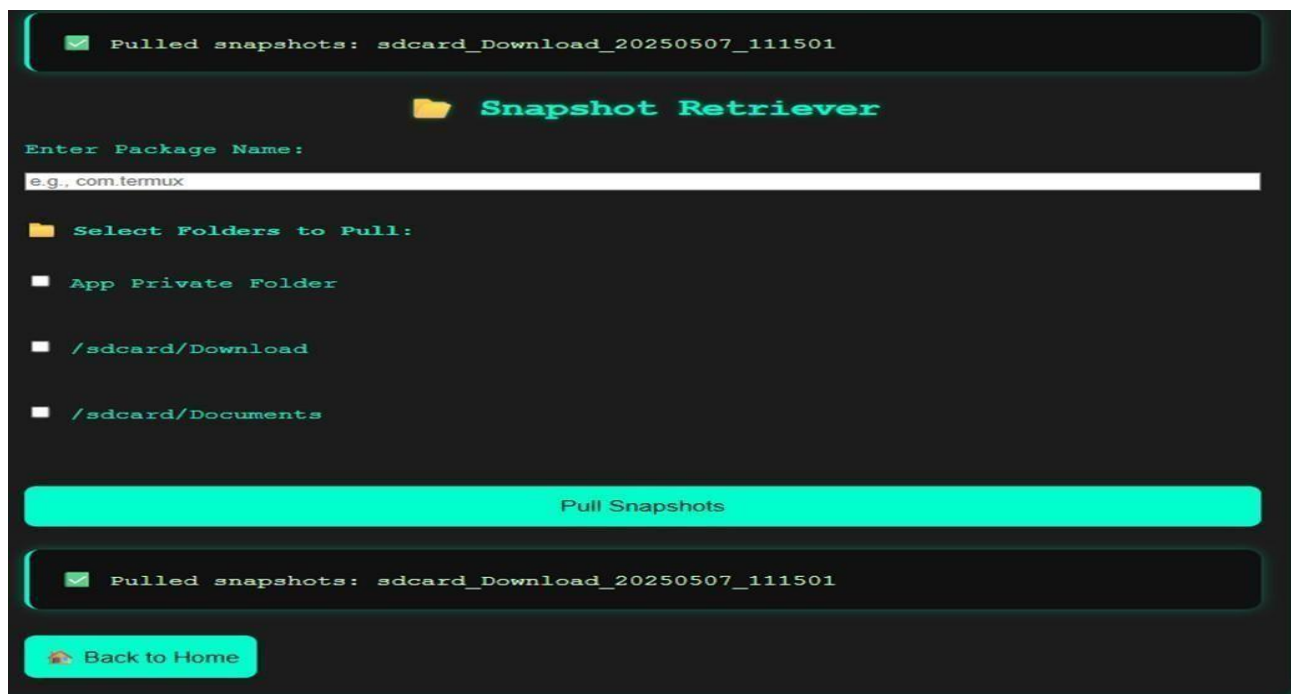 Pulled snapshots: sdcard_Download_20250507_111501
Snapshot Retriever
Enter Package Name:
e.g., com.termux
Select Folders to Pull:
App Private Folder
/sdcard/Download
/sdcard/Documents
Pull Snapshots
Pulled snapshots: sdcard_Download_20250507_111501
Back to Home